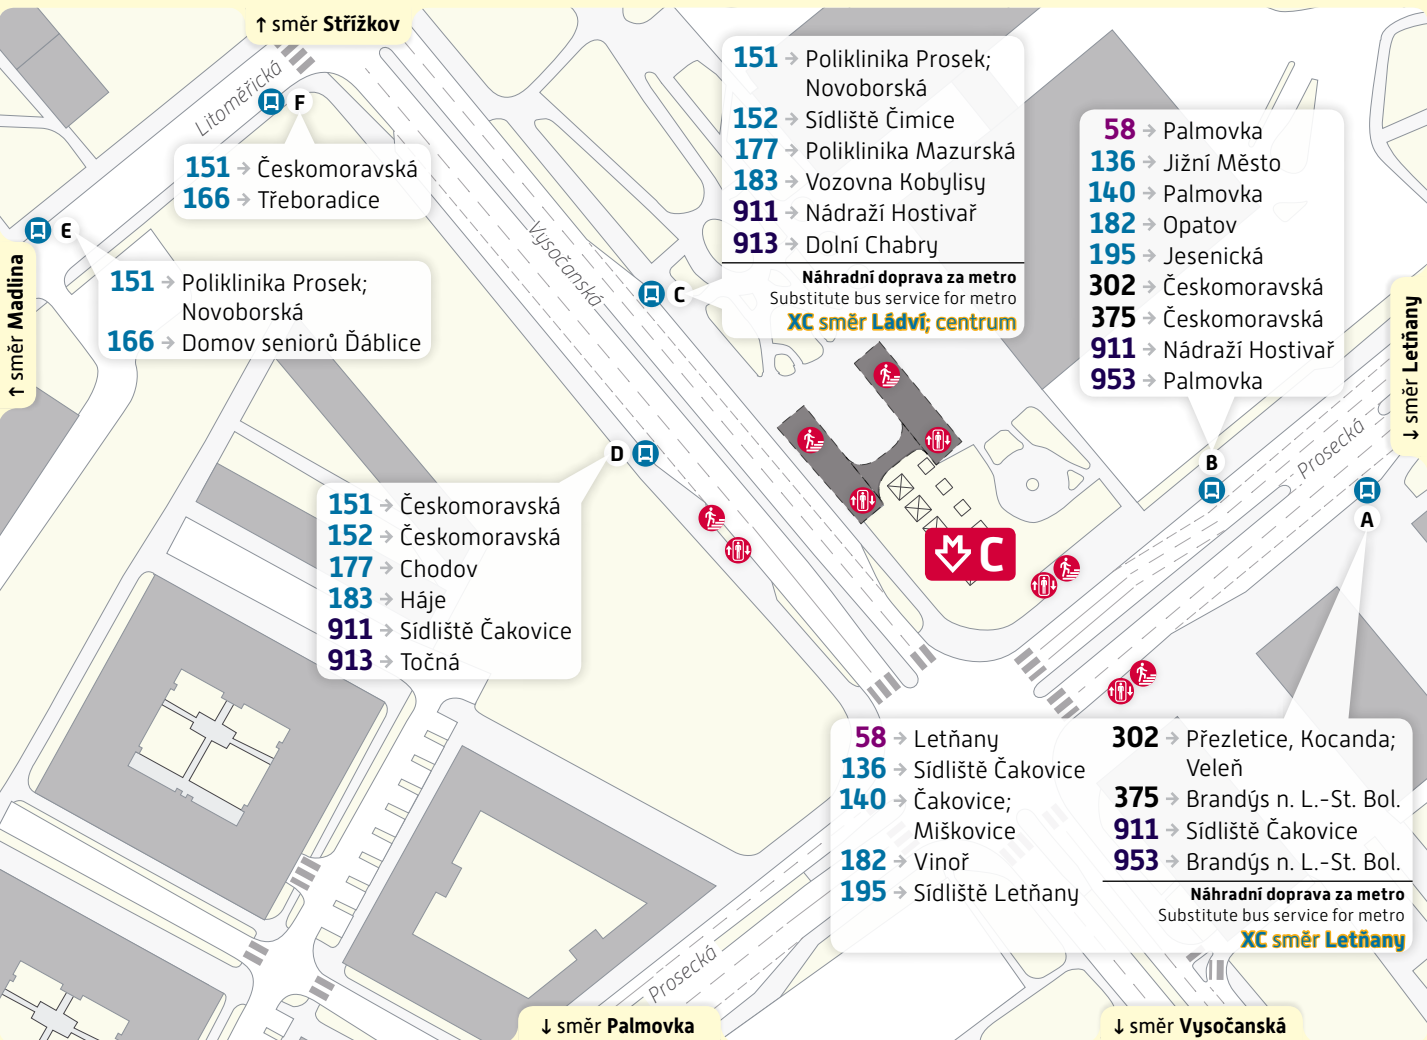 ↑ směr Střížkov
Litoměřická
F
151 → Českomoravská
166 → Třeboradice
E
↑ směr Madlina
151 → Poliklinika Prosek;
Novoborská
166 → Domov seniorů Ďáblice
Vysočanská
C
151 → Poliklinika Prosek;
Novoborská
152 → Sídliště Čimice
177 → Poliklinika Mazurská
183 → Vozovna Kobylisy
911 → Nádraží Hostivař
913 → Dolní Chabry
Náhradní doprava za metro
Substitute bus service for metro
XC směr Ládví; centrum
58 → Palmovka
136 → Jižní Město
140 → Palmovka
182 → Opatov
195 → Jesenická
302 → Českomoravská
375 → Českomoravská
911 → Nádraží Hostivař
953 → Palmovka
↓ směr Letňany
B
Prosecká
A
D
151 → Českomoravská
152 → Českomoravská
177 → Chodov
183 → Háje
911 → Sídliště Čakovice
913 → Točná
M C
58 → Letňany
136 → Sídliště Čakovice
140 → Čakovice;
Miškovice
182 → Vinoř
195 → Sídliště Letňany
302 → Přezletice, Kocanda;
Veleň
375 → Brandýs n. L.-St. Bol.
911 → Sídliště Čakovice
953 → Brandýs n. L.-St. Bol.
Náhradní doprava za metro
Substitute bus service for metro
XC směr Letňany
Prosecká
↓ směr Palmovka
↓ směr Vysočanská